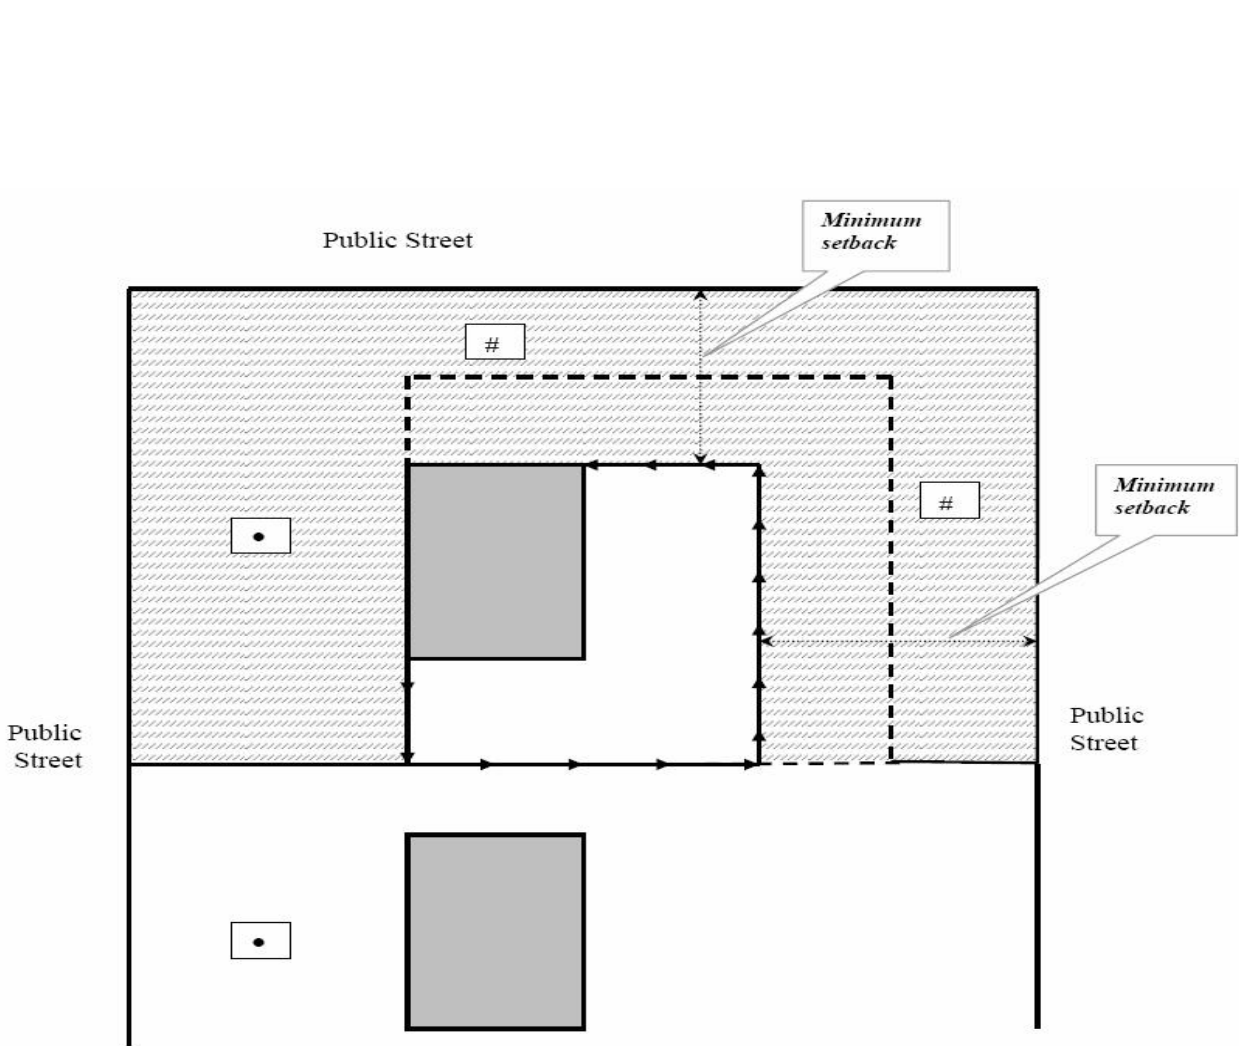 Minimum
setback
Public Street
#
Minimum
setback
#
•
Public
Street
Public
Street
•